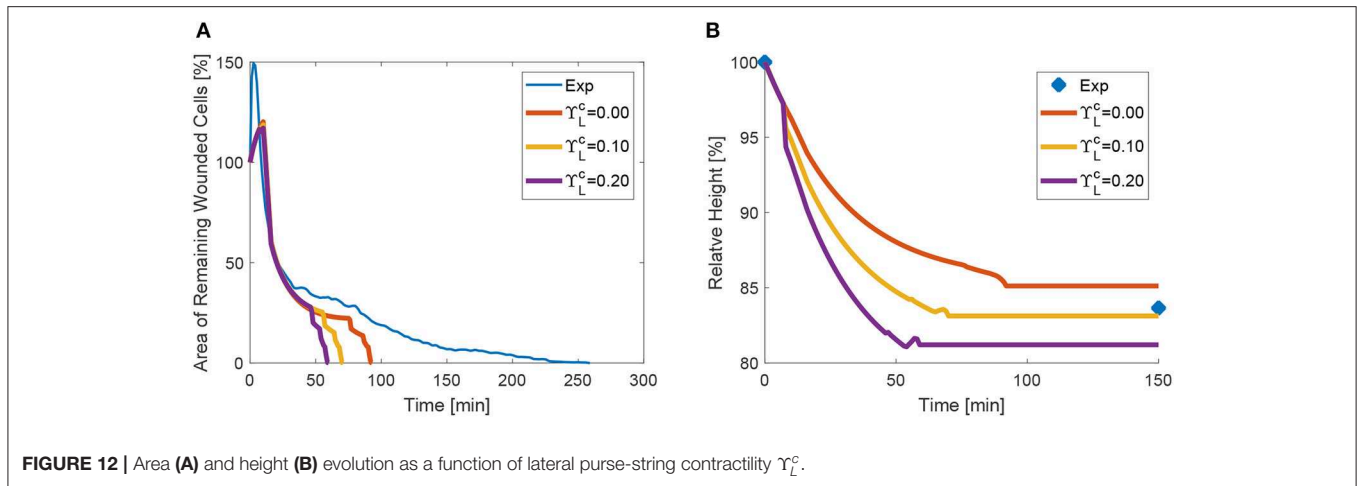 A
Area of Remaining Wounded Cells [%]
150
100
50
0
0 50 100 150 200 250 300
Time [min]
Exp
ϒ_L^c=0.00
ϒ_L^c=0.10
ϒ_L^c=0.20
B
Relatve Height [%]
100
95
90
85
80
0 50 100 150
Time [min]
Exp
ϒ_L^c=0.00
ϒ_L^c=0.10
ϒ_L^c=0.20
FIGURE 12 | Area (A) and height (B) evolution as a function of lateral purse-string contractility ϒ_L^c.